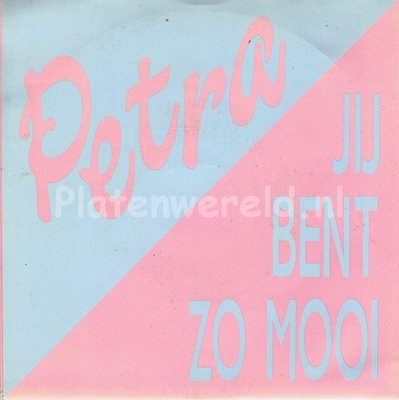 Petra
JIJ
BENT
ZO MOOI
Platenwereld.nl